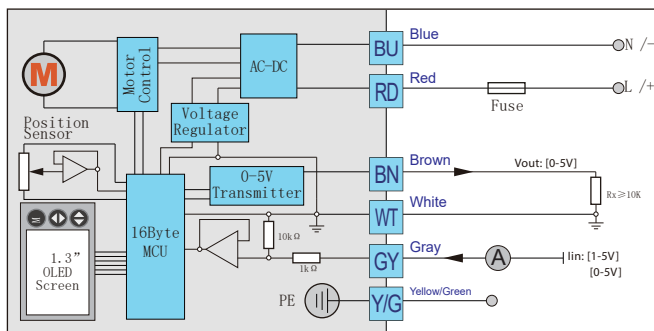 M
Motor
Control
AC-DC
BU
Blue
N /-
RD
Red
L /+
Fuse
Voltage
Regulator
Position
Sensor
0-5V
Transmitter
BN
Brown
Vout: [0-5V]
Rx≥10K
16Byte
MCU
WT
White
10kΩ
1kΩ
GY
Gray
A
Iin: [1-5V]
[0-5V]
1.3”
OLED
Screen
PE
Y/G
Yellow/Green